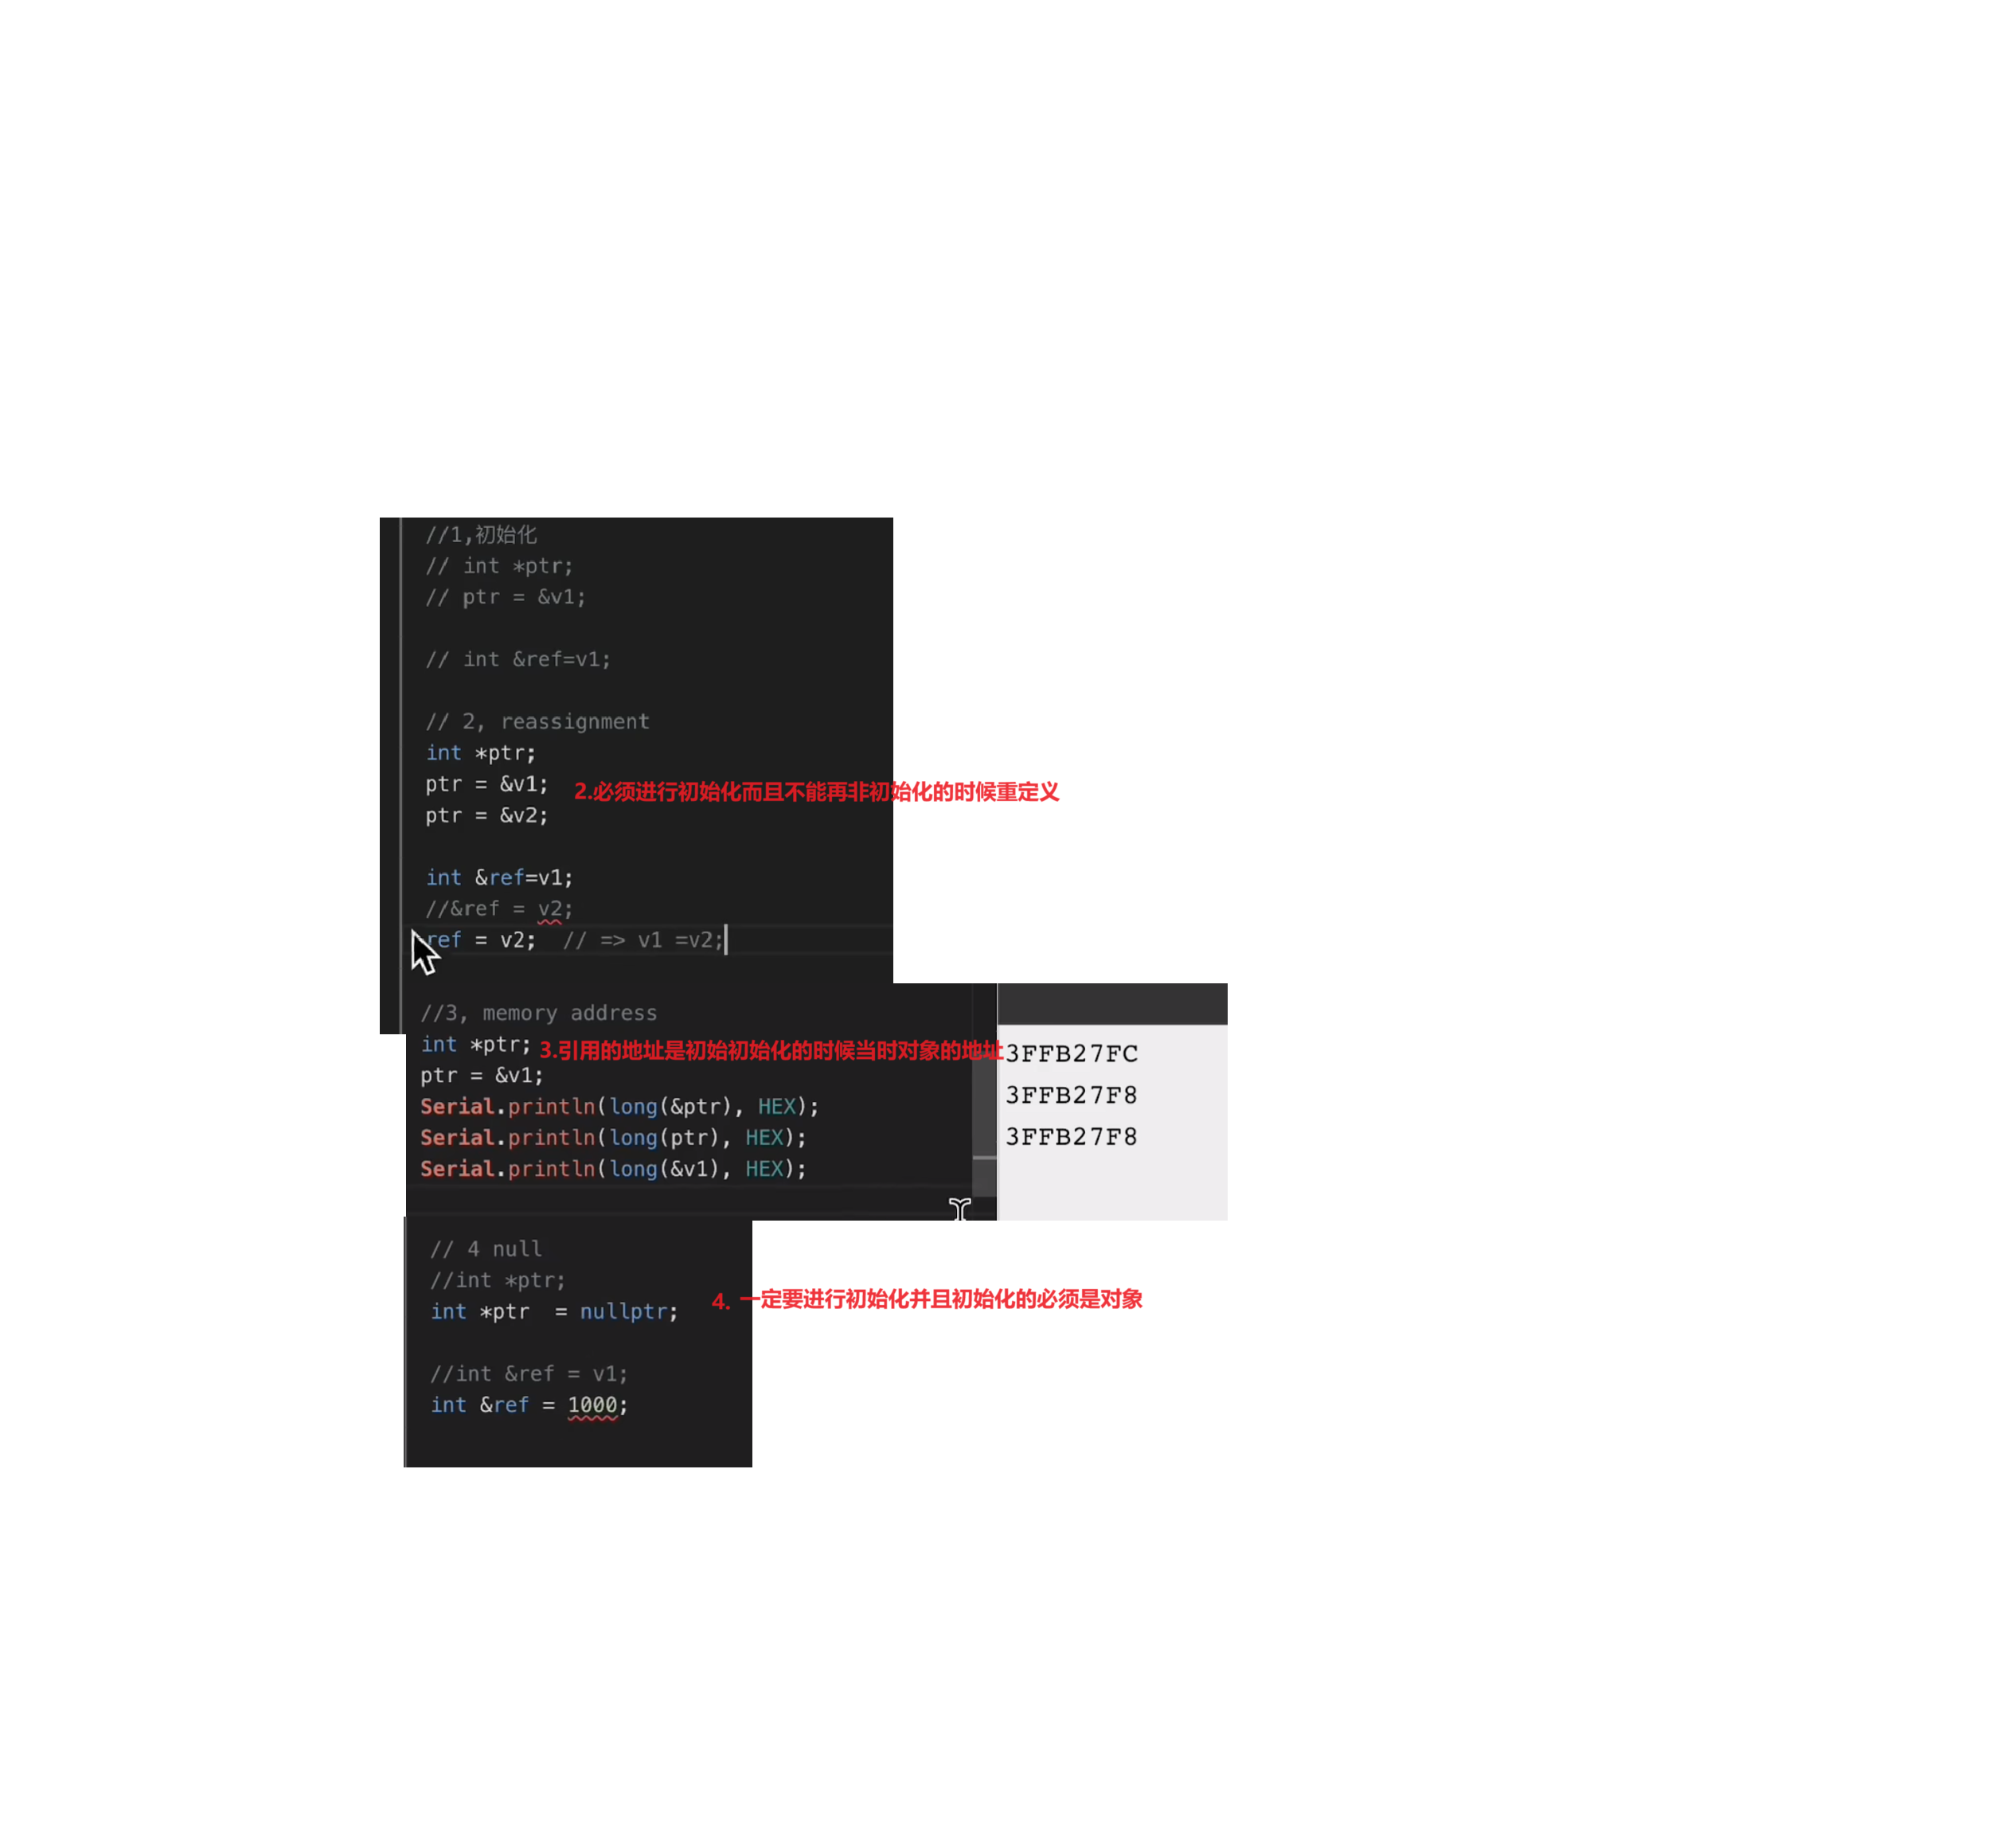 //1,初始化
// int *ptr;
// ptr = &v1;
// int &ref=v1;
// 2, reassignment
int *ptr;
ptr = &v1;
2.必须进行初始化而且不能再非初始化的时候重定义
ptr = &v2;
int &ref=v1;
//&ref = v2;
ref = v2;  // => v1 =v2;
//3, memory address
int *ptr;
3.引用的地址是初始初始化的时候当时对象的地址
3FFB27FC
ptr = &v1;
3FFB27F8
Serial.println(long(&ptr), HEX);
3FFB27F8
Serial.println(long(ptr), HEX);
Serial.println(long(&v1), HEX);
// 4 null
//int *ptr;
int *ptr  = nullptr;
4. 一定要进行初始化并且初始化的必须是对象
//int &ref = v1;
int &ref = 1000;